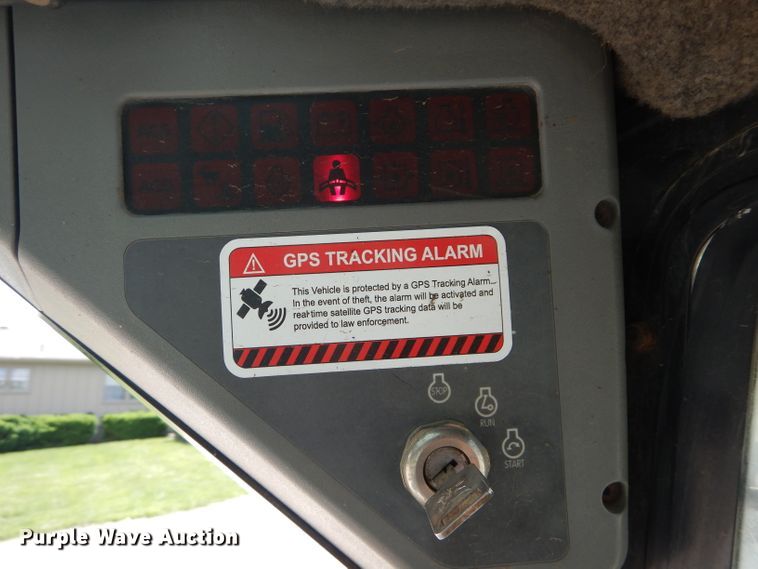 GPS TRACKING ALARM
This Vehicle is protected by a GPS Tracking Alarm.
In the event of theft, the alarm will be activated and
real-time satellite GPS tracking data will be
provided to law enforcement.
STOP
RUN
START
Purple Wave Auction